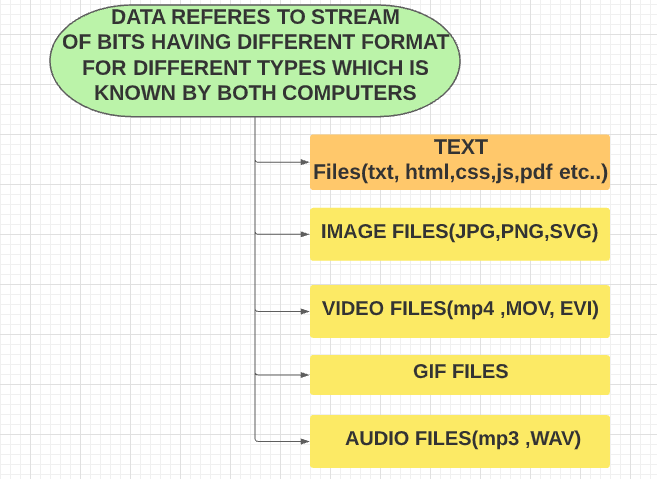 DATA REFERES TO STREAM
OF BITS HAVING DIFFERENT FORMAT
FOR DIFFERENT TYPES WHICH IS
KNOWN BY BOTH COMPUTERS
TEXT
Files(txt, html,css,js,pdf etc..)
IMAGE FILES(JPG,PNG,SVG)
VIDEO FILES(mp4 ,MOV, EVI)
GIF FILES
AUDIO FILES(mp3 ,WAV)